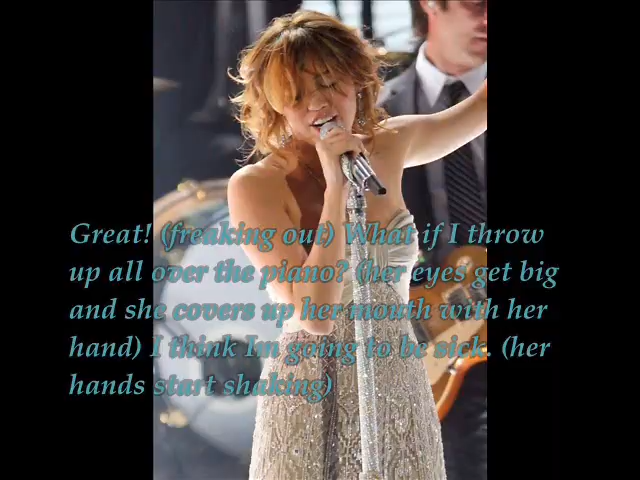 Great! (freaking out) What if I throw
up all over the piano? (her eyes get big
and she covers up her mouth with her
hand) I think Im going to be sick. (her
hands start shaking)